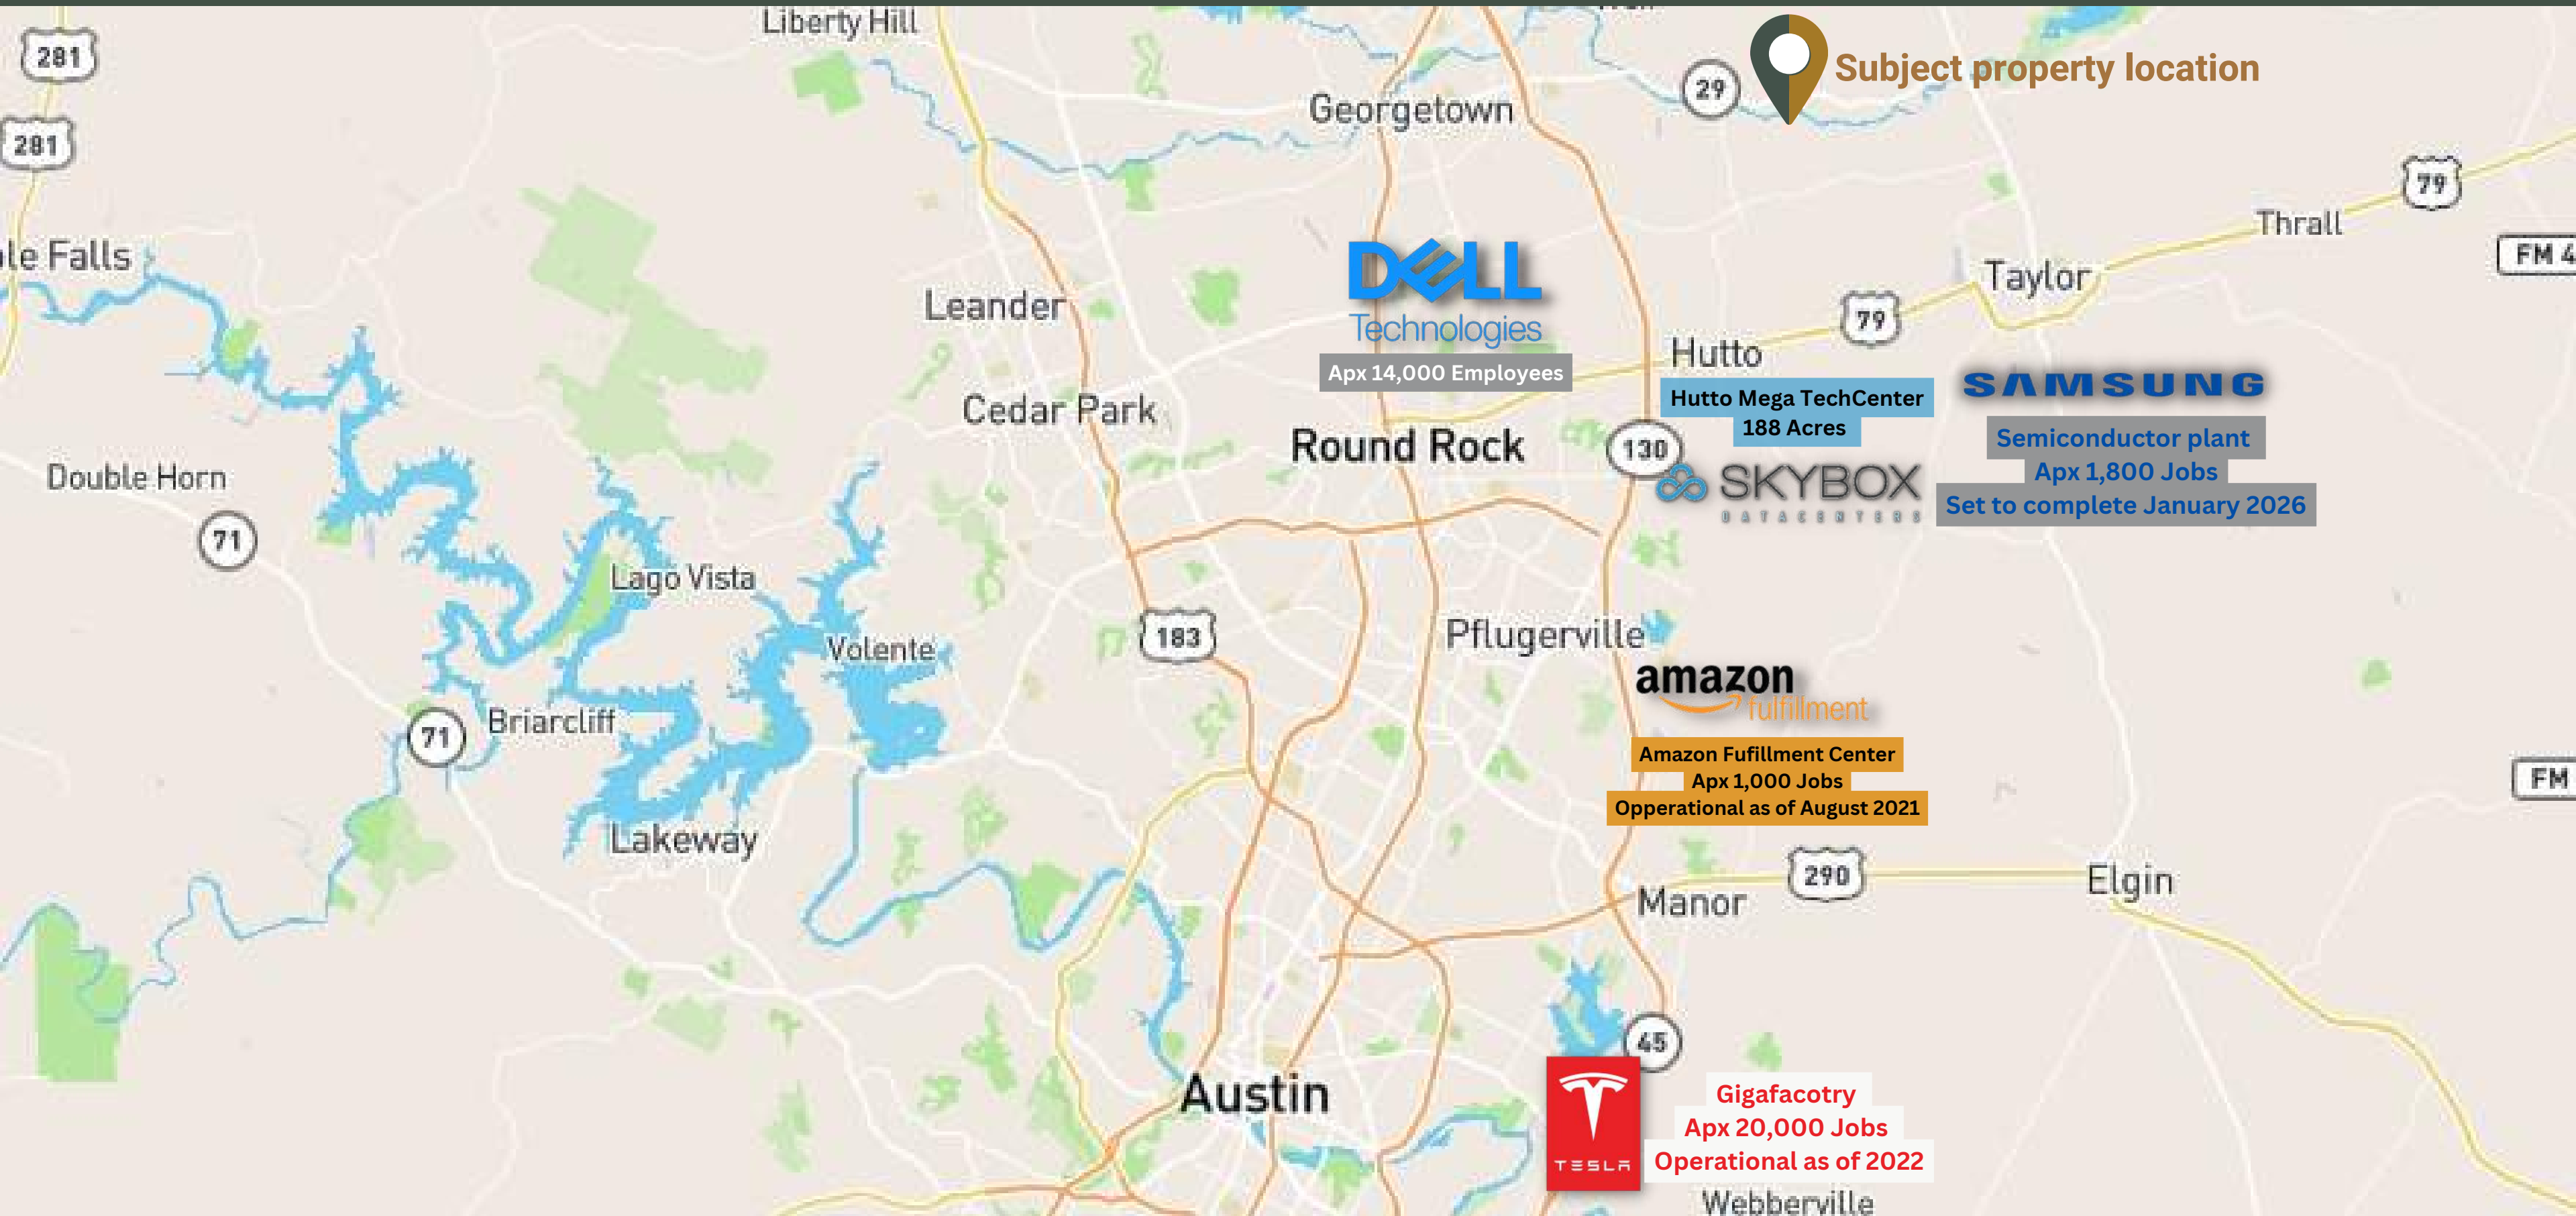 Liberty Hill
281
29
Subject property location
Georgetown
281
79
Thrall
le Falls
FM 4
DELL
Technologies
Apx 14,000 Employees
Taylor
Leander
79
Hutto
Cedar Park
Hutto Mega TechCenter
188 Acres
SAMSUNG
Semiconductor plant
Apx 1,800 Jobs
Set to complete January 2026
Round Rock
130
SKYBOX
DATACENTERS
Double Horn
71
Lago Vista
183
Pflugerville
Volente
amazon
fulfillment
Amazon Fufillment Center
Apx 1,000 Jobs
Opperational as of August 2021
71
Briarcliff
FM
Lakeway
290
Elgin
Manor
45
Austin
TESLA
Gigafacotry
Apx 20,000 Jobs
Operational as of 2022
Webberville